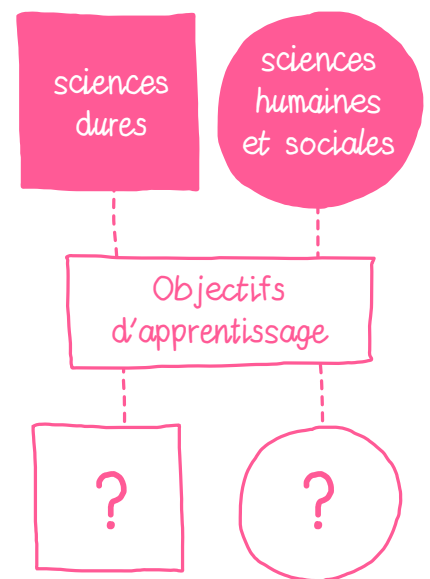 sciences
dures
sciences
humaines
et sociales
Objectifs
d'apprentissage
?
?